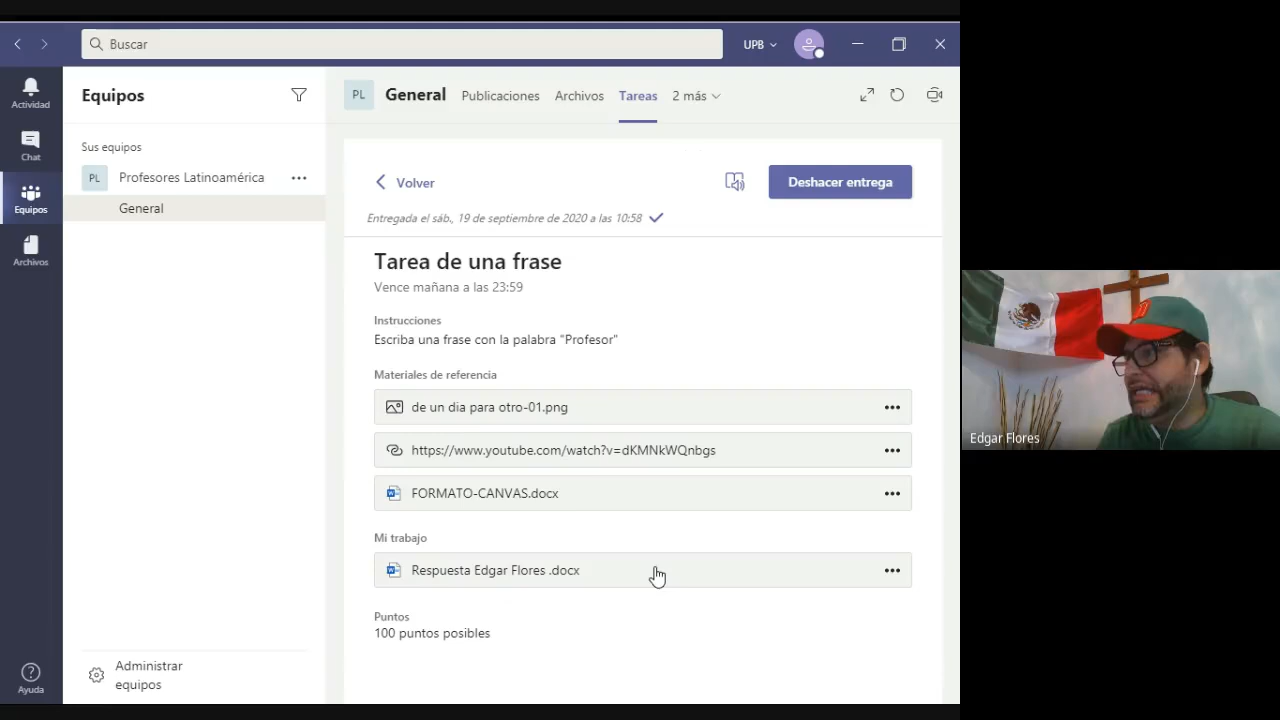 Buscar
UPB
Actividad
Chat
Equipos
Archivos
Ayuda
Equipos
Sus equipos
PL
Profesores Latinoamérica
General
Administrar
equipos
PL
General
Publicaciones
Archivos
Tareas
2 más
Volver
Deshacer entrega
Entregada el sáb., 19 de septiembre de 2020 a las 10:58
Tarea de una frase
Vence mañana a las 23:59
Instrucciones
Escriba una frase con la palabra "Profesor"
Materiales de referencia
de un dia para otro-01.png
https://www.youtube.com/watch?v=dKMNkWQnbgs
FORMATO-CANVAS.docx
Mi trabajo
Respuesta Edgar Flores .docx
Puntos
100 puntos posibles
Edgar Flores